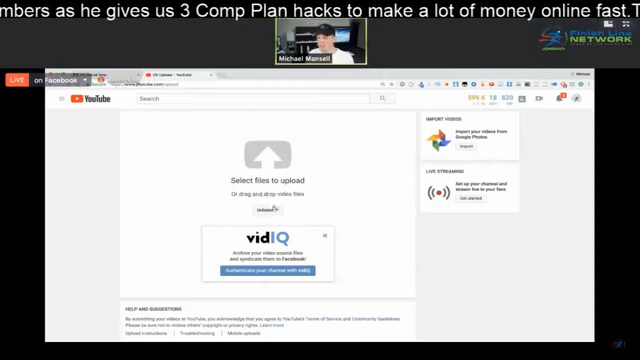 mbers as he gives us 3 Comp Plan hacks to make a lot of money online fast.T
Finish Line
NETWORK
Michael Mansell
LIVE on Facebook
YouTube
Search
Select files to upload
Or drag and drop video files
Unlisted
vidIQ
Archive your video source files
and syndicate them to Facebook!
Authenticate your channel with vidIQ
IMPORT VIDEOS
Import your videos from
Google Photos
Import
LIVE STREAMING
Set up your channel and
stream live to your fans
Get started
HELP AND SUGGESTIONS
By submitting your videos to YouTube, you acknowledge that you agree to YouTube's Terms of Service and Community Guidelines.
Please be sure not to violate others' copyright or privacy rights. Learn more
Upload instructions
Troubleshooting
Mobile uploads